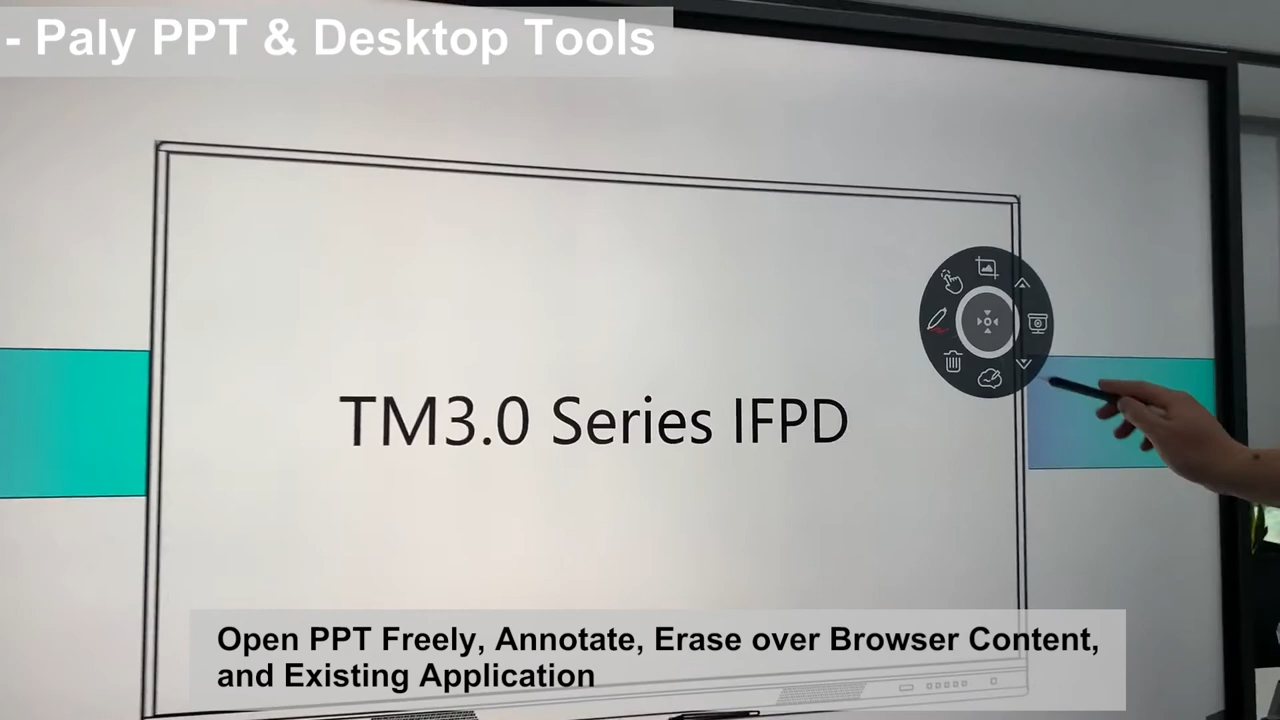 - Paly PPT & Desktop Tools
TM3.0 Series IFPD
Open PPT Freely, Annotate, Erase over Browser Content,
and Existing Application